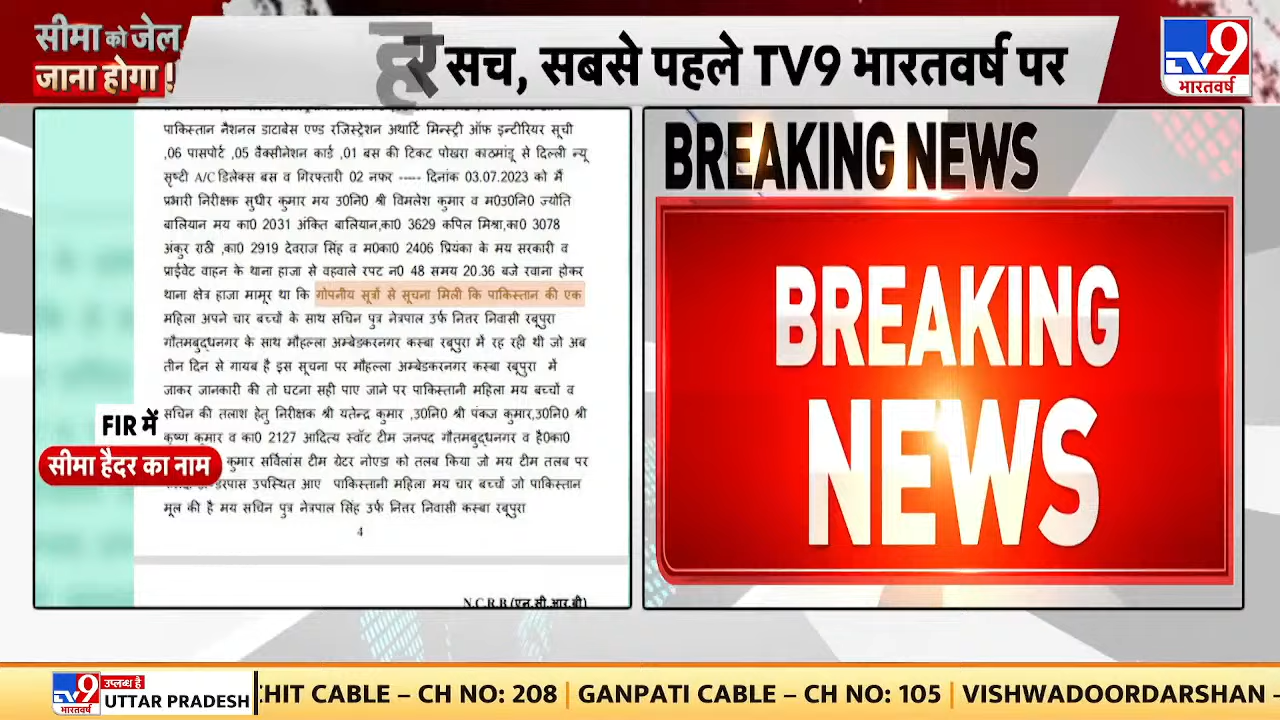 सीमा को जेल
जाना होगा !
हर सच, सबसे पहले TV9 भारतवर्ष पर
TV9
भारतवर्ष
पाकिस्तान नैशनल डाटाबेस एण्ड रजिस्ट्रेशन अथार्टि मिन्स्ट्री ऑफ इन्टीरियर सूची
,06 पासपोर्ट ,05 वैक्सीनेशन कार्ड ,01 बस की टिकट पोखरा काठमांडू से दिल्ली न्यू
सृष्टी A/C डिलेक्स बस व गिरफ्तारी 02 नफर ----- दिनांक 03.07.2023 को मैं
प्रभारी निरीक्षक सुधीर कुमार मय उ0नि0 श्री विमलेश कुमार व म0उ0नि0 ज्योति
बालियान मय का0 2031 अंकित बालियान,का0 3629 कपिल मिश्रा,का0 3078
अंकुर राठी ,का0 2919 देवराज सिंह व म0का0 2406 प्रियंका के मय सरकारी व
प्राईवेट वाहन के थाना हाजा से वहवाले रपट न0 48 समय 20.36 बजे रवाना होकर
थाना क्षेत्र हाजा मामूर था कि गोपनीय सूत्रों से सूचना मिली कि पाकिस्तान की एक
महिला अपने चार बच्चों के साथ सचिन पुत्र नेत्रपाल उर्फ नित्तर निवासी रबूपुरा
गौतमबुद्धनगर के साथ मौहल्ला अम्बेडकरनगर कस्बा रबूपुरा में रह रही थी जो अब
तीन दिन से गायब है इस सूचना पर मौहल्ला अम्बेडकरनगर कस्बा रबूपुरा में
जाकर जानकारी की तो घटना सही पाए जाने पर पाकिस्तानी महिला मय बच्चों व
सचिन की तलाश हेतु निरीक्षक श्री यतेन्द्र कुमार ,उ0नि0 श्री पंकज कुमार,उ0नि0 श्री
कृष्ण कुमार व का0 2127 आदित्य स्वॉट टीम जनपद गौतमबुद्धनगर व है0का0
कुमार सर्विलांस टीम ग्रेटर नोएडा को तलब किया जो मय टीम तलब पर
डरपास उपस्थित आए पाकिस्तानी महिला मय चार बच्चों जो पाकिस्तान
मूल की है मय सचिन पुत्र नेत्रपाल सिंह उर्फ नित्तर निवासी कस्बा रबूपुरा
4
N.C.R.B (एन.सी.आर.बी)
FIR में
सीमा हैदर का नाम
BREAKING NEWS
BREAKING
NEWS
TV9
भारतवर्ष
उपलब्ध है
UTTAR PRADESH
CHIT CABLE – CH NO: 208 | GANPATI CABLE – CH NO: 105 | VISHWADOORDARSHAN –